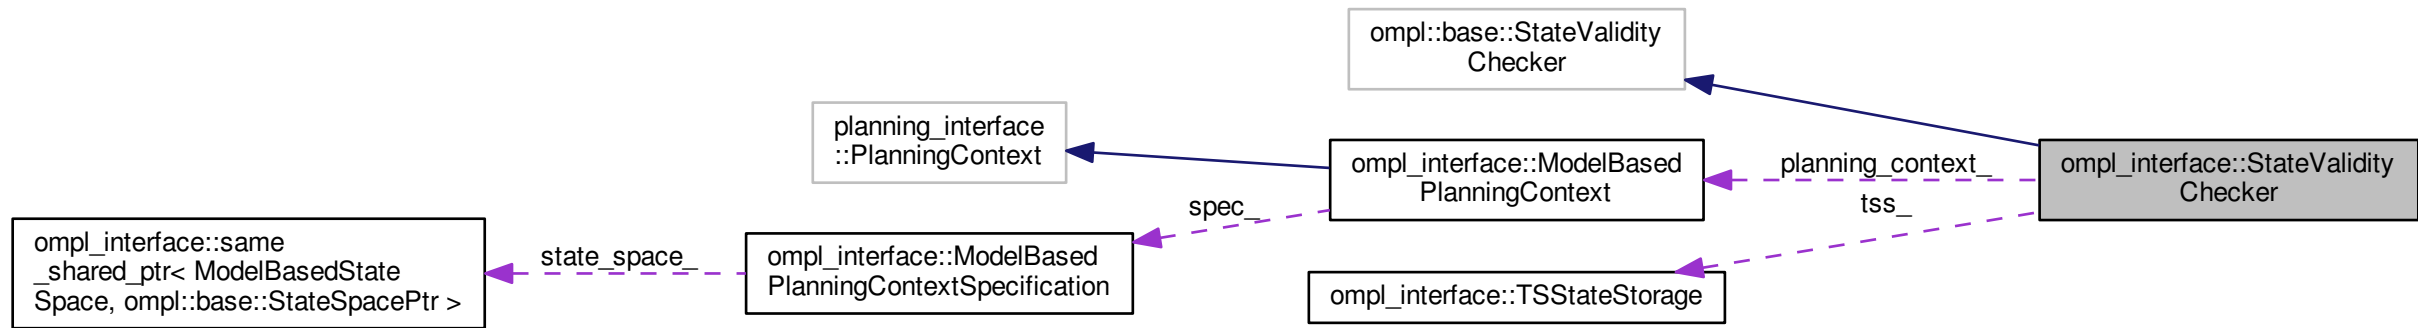 ompl::base::StateValidity
Checker
planning_interface
::PlanningContext
ompl_interface::ModelBased
PlanningContext
planning_context_
ompl_interface::StateValidity
Checker
tss_
spec_
ompl_interface::same
_shared_ptr< ModelBasedState
Space, ompl::base::StateSpacePtr >
state_space_
ompl_interface::ModelBased
PlanningContextSpecification
ompl_interface::TSStateStorage